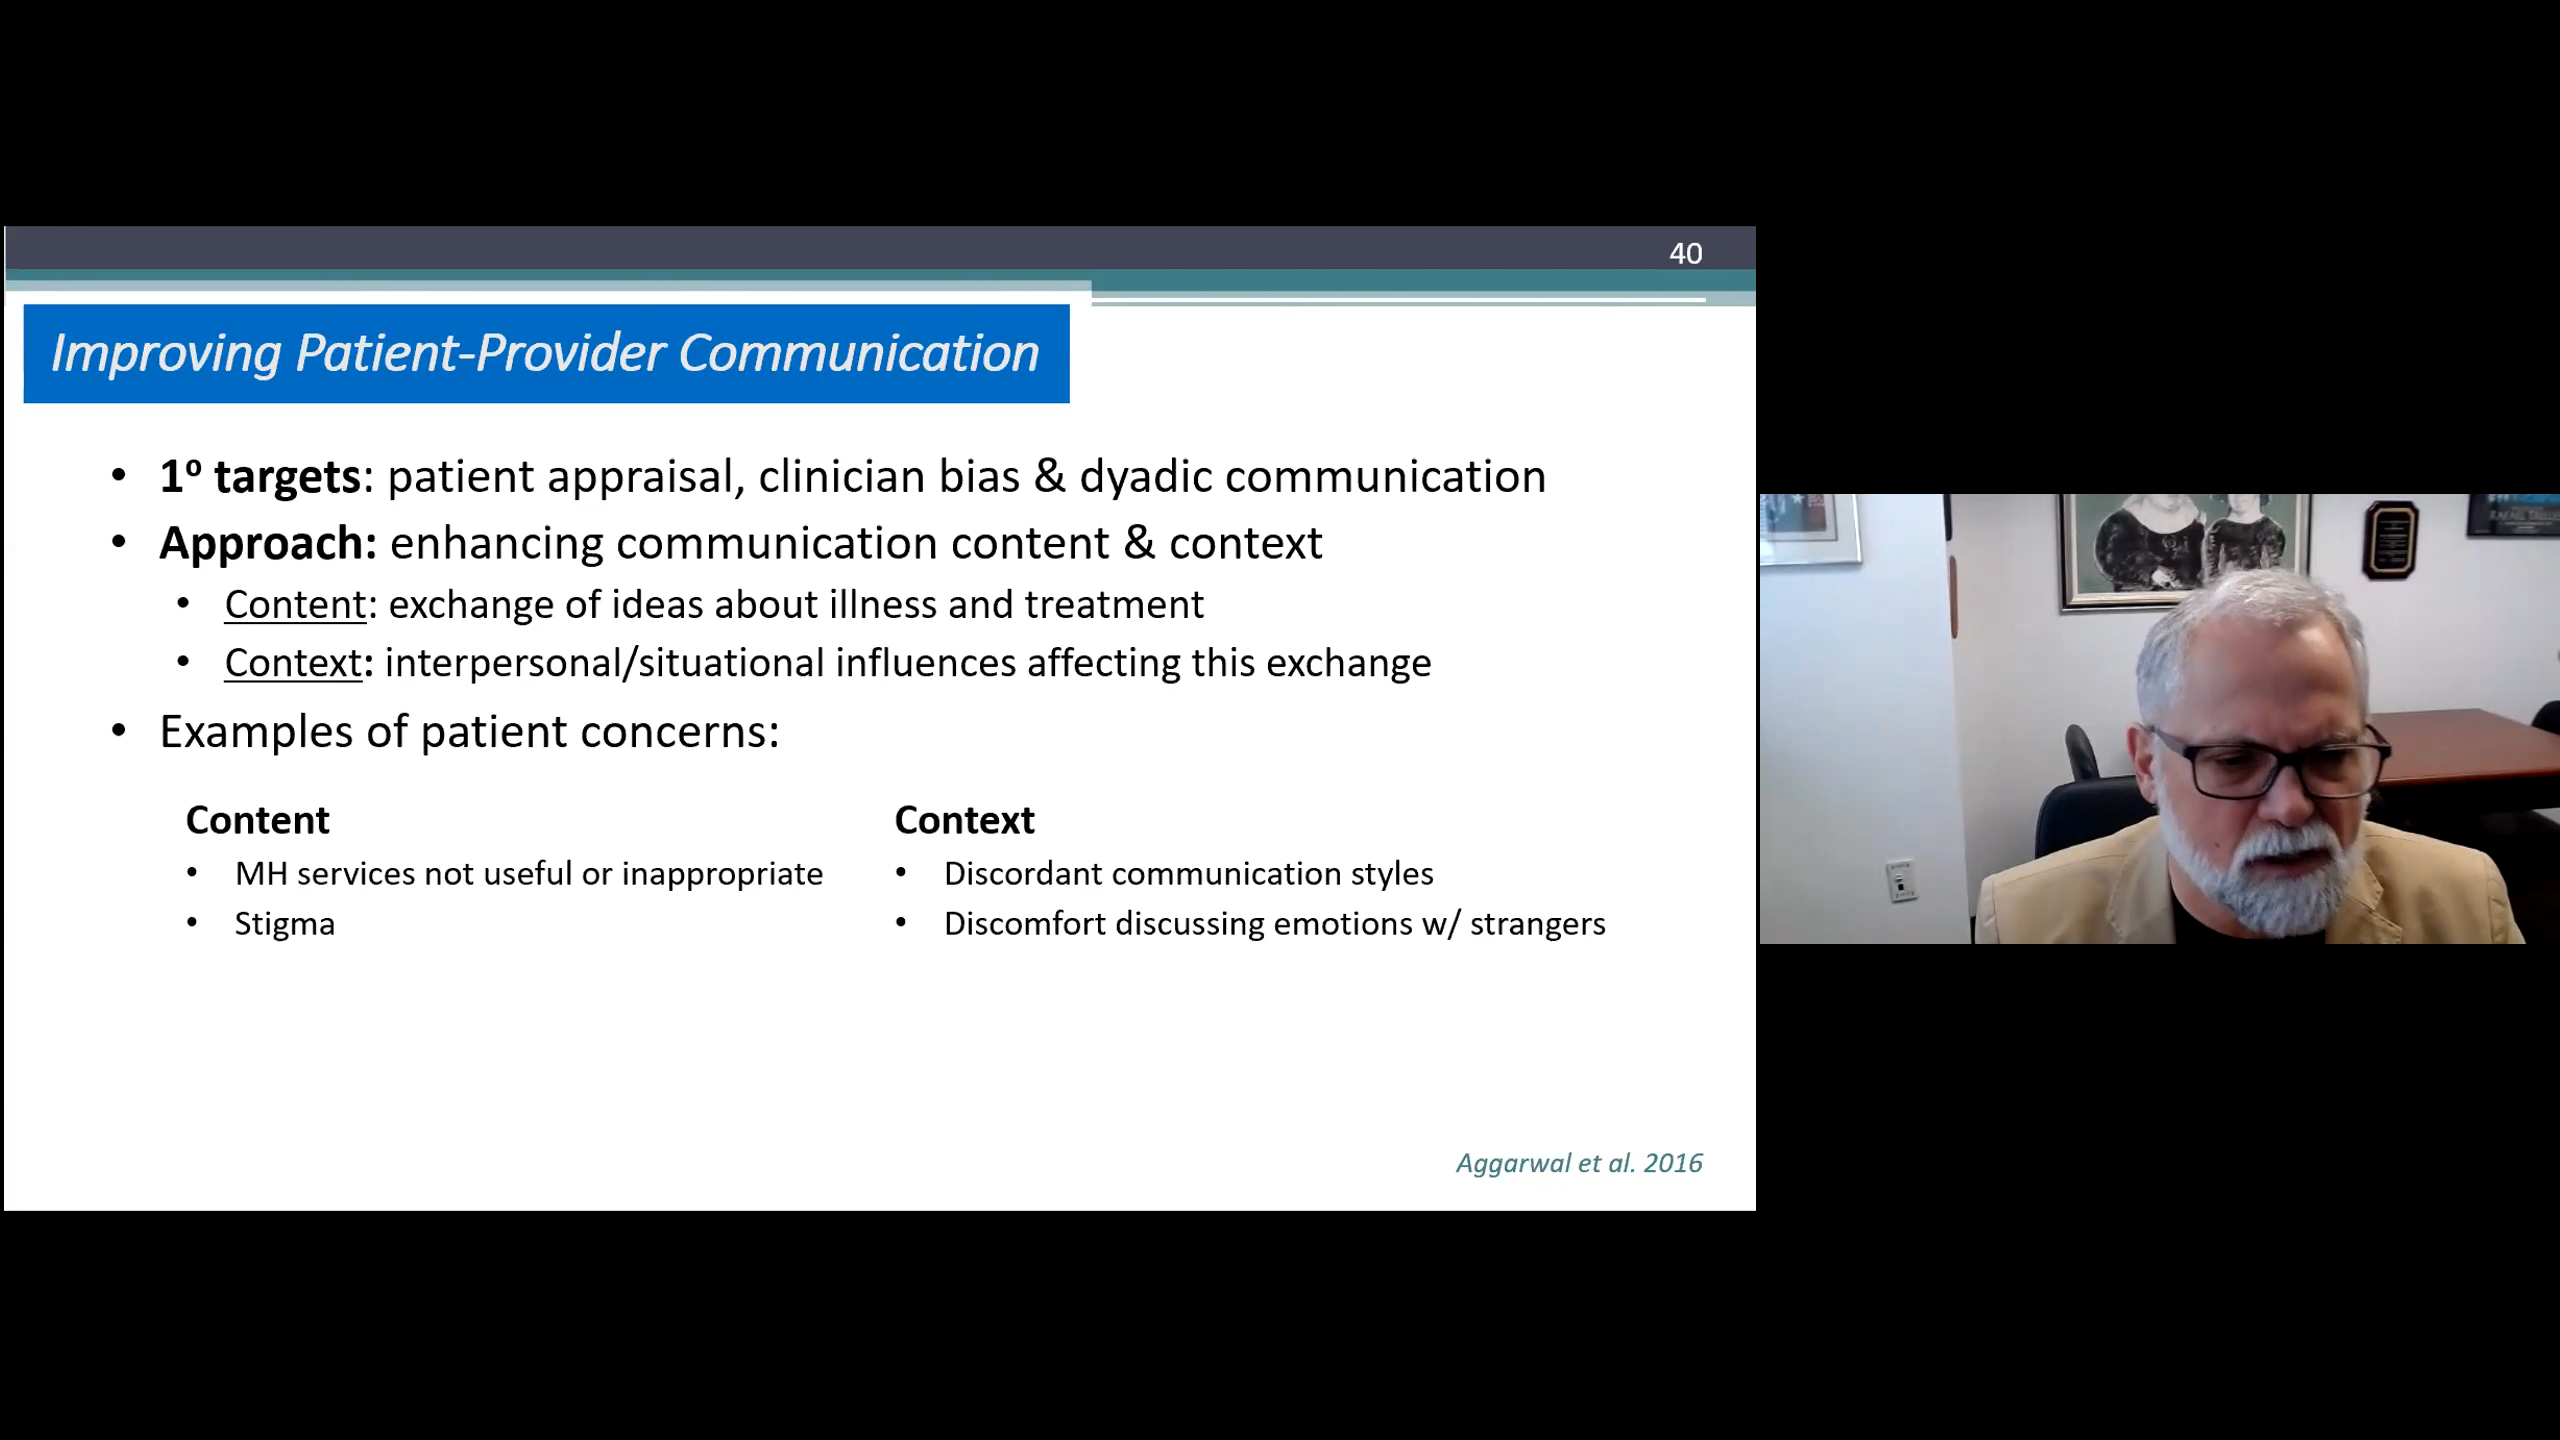 40
Improving Patient-Provider Communication
• 1º targets: patient appraisal, clinician bias & dyadic communication
• Approach: enhancing communication content & context
• Content: exchange of ideas about illness and treatment
• Context: interpersonal/situational influences affecting this exchange
• Examples of patient concerns:
Content
• MH services not useful or inappropriate
• Stigma
Context
• Discordant communication styles
• Discomfort discussing emotions w/ strangers
Aggarwal et al. 2016